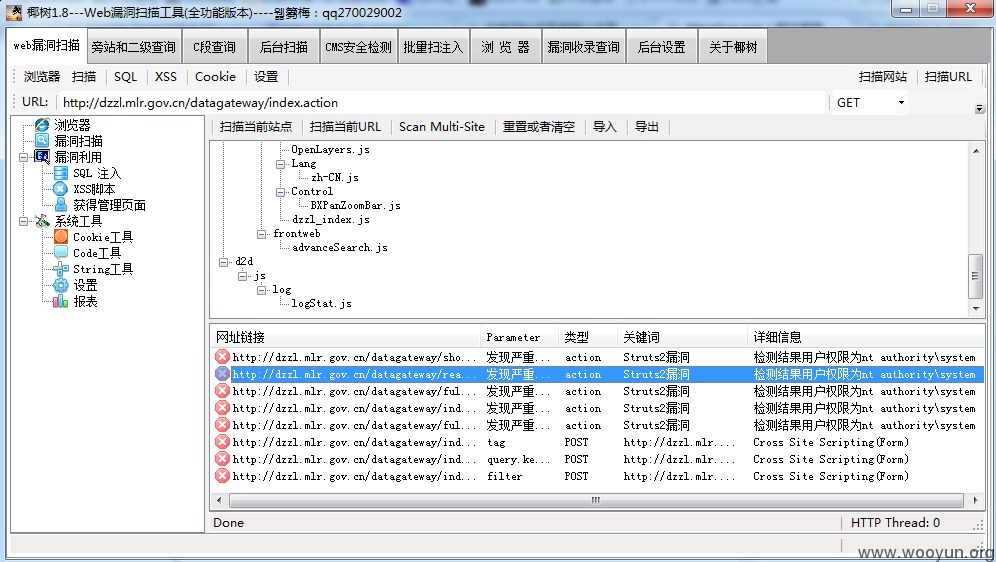 椰树1.8---Web漏洞扫描工具(全功能版本)----qq270029002
web漏洞扫描 旁站和二级查询 C段查询 后台扫描 CMS安全检测 批量扫注入 浏 览 器 漏洞收录查询 后台设置 关于椰树
浏览器 扫描 SQL XSS Cookie 设置 扫描网站 扫描URL
URL: http://dzzl.mlr.gov.cn/datagateway/index.action GET
浏览器
漏洞扫描
漏洞利用
SQL 注入
XSS脚本
获得管理页面
系统工具
Cookie工具
Code工具
String工具
设置
报表
扫描当前站点 扫描当前URL Scan Multi-Site 重置或者清空 导入 导出
OpenLayers.js
Lang
zh-CN.js
Control
BXPanZoomBar.js
dzzl_index.js
frontweb
advanceSearch.js
d2d
js
log
logStat.js
网址链接 Parameter 类型 关键词 详细信息
http://dzzl.mlr.gov.cn/datagateway/sho... 发现严重... action Struts2漏洞 检测结果用户权限为nt authority\system
http://dzzl.mlr.gov.cn/datagateway/rea... 发现严重... action Struts2漏洞 检测结果用户权限为nt authority\system
http://dzzl.mlr.gov.cn/datagateway/ful... 发现严重... action Struts2漏洞 检测结果用户权限为nt authority\system
http://dzzl.mlr.gov.cn/datagateway/ind... 发现严重... action Struts2漏洞 检测结果用户权限为nt authority\system
http://dzzl.mlr.gov.cn/datagateway/ful... 发现严重... action Struts2漏洞 检测结果用户权限为nt authority\system
http://dzzl.mlr.gov.cn/datagateway/ind... tag POST http://dzzl.mlr.... Cross Site Scripting(Form)
http://dzzl.mlr.gov.cn/datagateway/ind... query.ke... POST http://dzzl.mlr.... Cross Site Scripting(Form)
http://dzzl.mlr.gov.cn/datagateway/ind... filter POST http://dzzl.mlr.... Cross Site Scripting(Form)
Done HTTP Thread: 0
www.wooyun.org